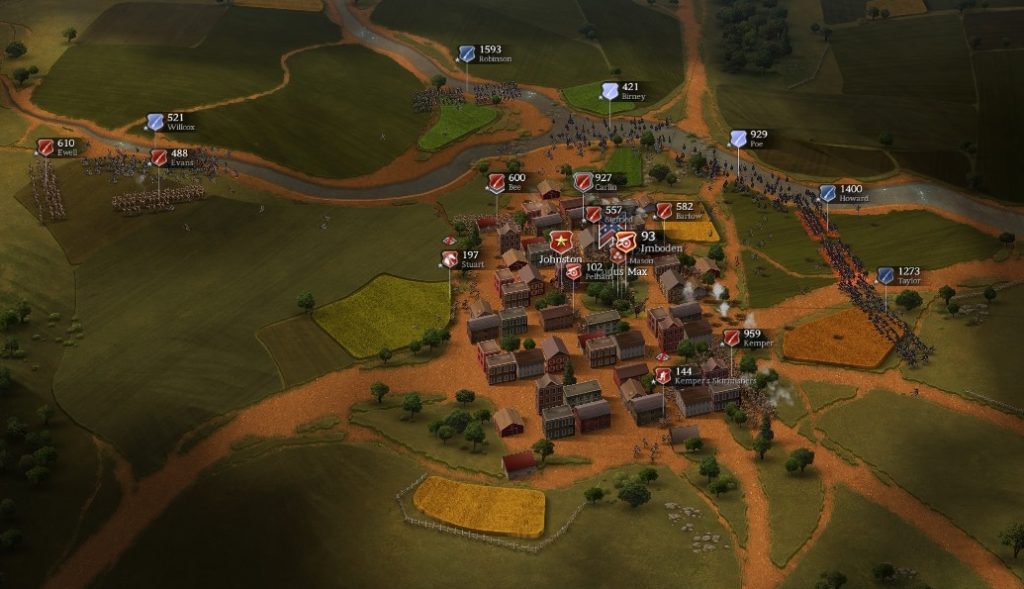 1593
Robinson
421
Birney
521
Willcox
929
Poe
610
Ewell
488
Evans
600
Bee
927
Carlin
1400
Howard
557
582
Bartow
93
Imboden
Johnston
Mason
197
Stuart
102
Max
1273
Taylor
959
Kemper
144
Kemper's Skirmishers